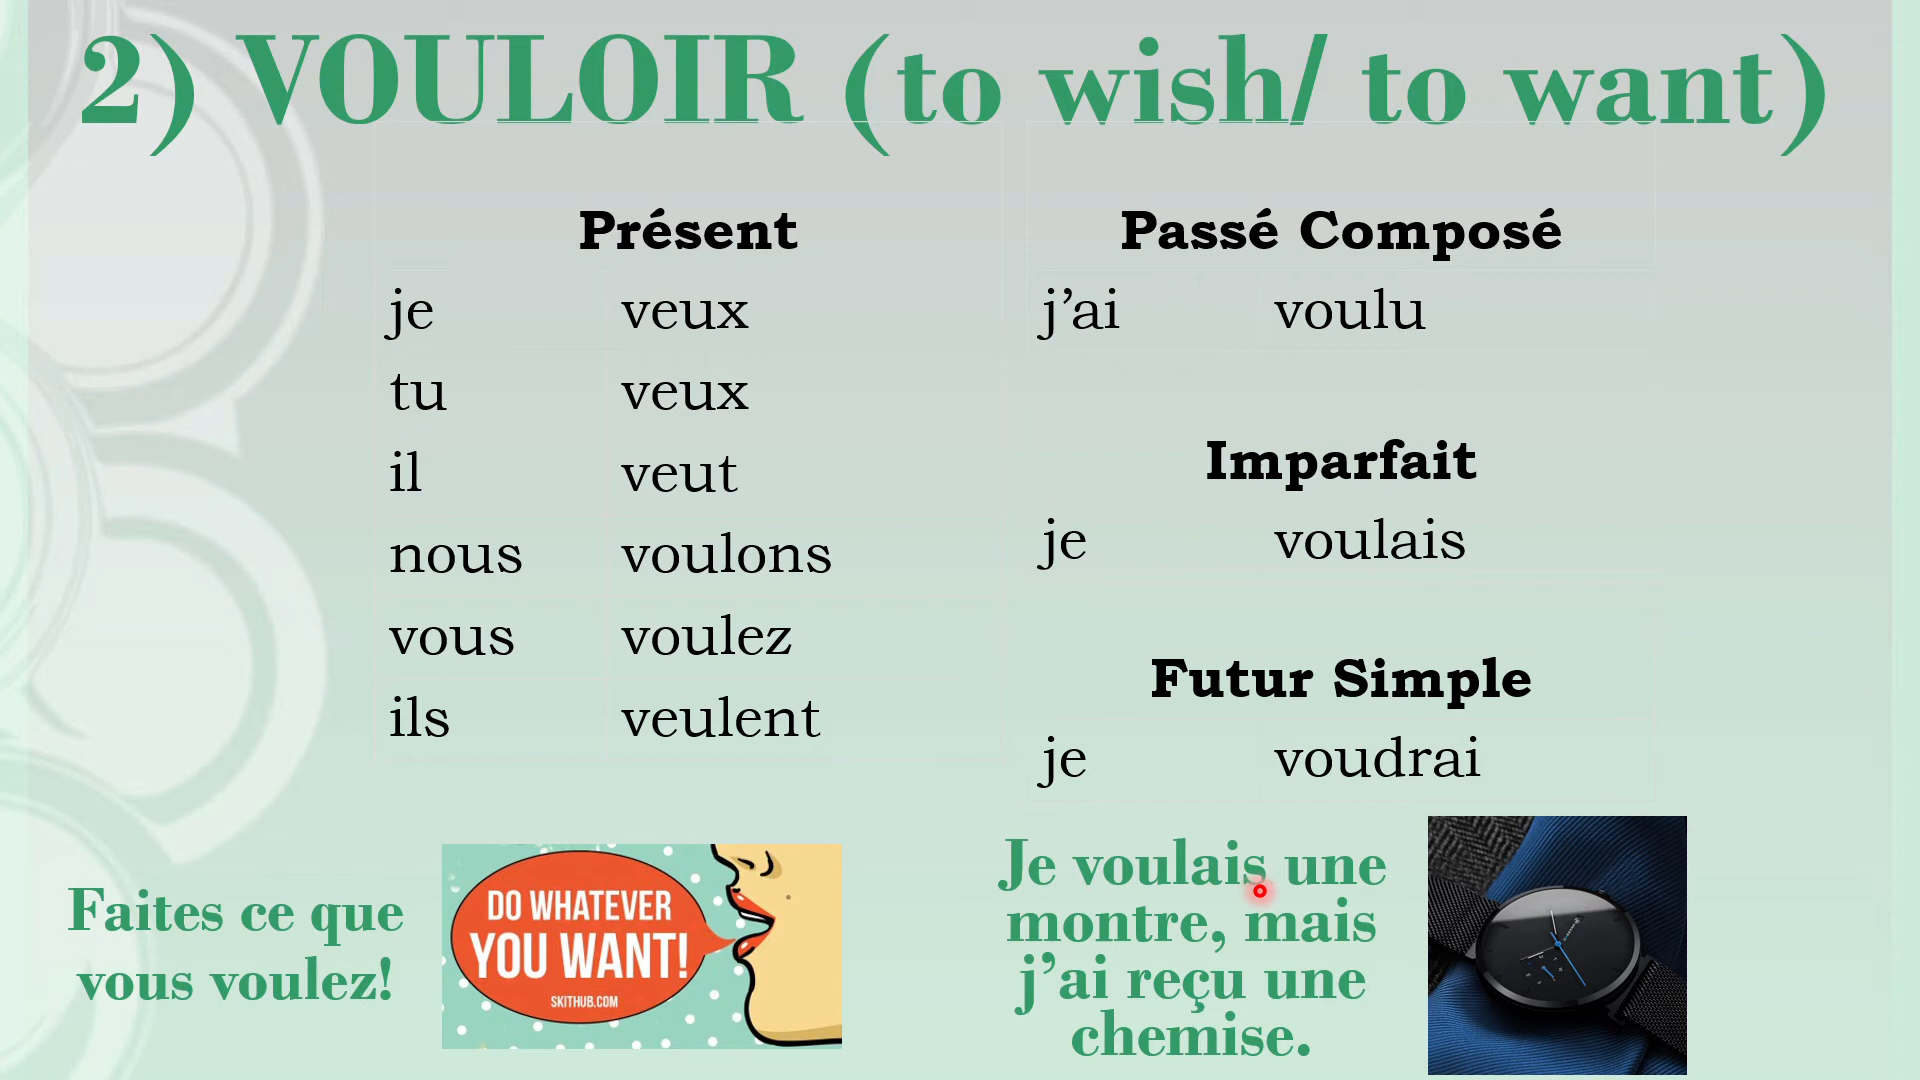 2) VOULOIR (to wish/ to want)
Présent
je veux
tu veux
il veut
nous voulons
vous voulez
ils veulent
Passé Composé
j’ai voulu
Imparfait
je voulais
Futur Simple
je voudrai
Faites ce que
vous voulez!
DO WHATEVER
YOU WANT!
SKITHUB.COM
Je voulais une
montre, mais
j’ai reçu une
chemise.